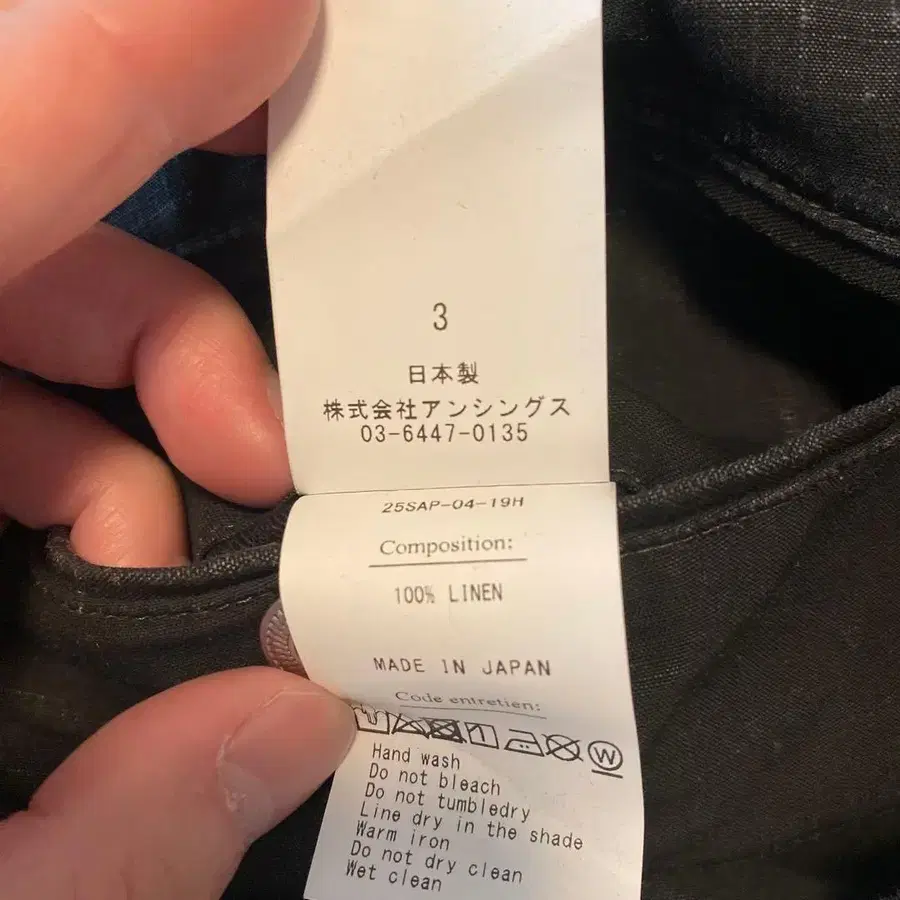 3
日本製
株式会社アンシングス
03-6447-0135
25SAP-04-19H
Composition:
100% LINEN
MADE IN JAPAN
Code entretien:
W
Hand wash
Do not bleach
Do not tumbledry
Line dry in the shade
Warm iron
Do not dry clean
Wet clean